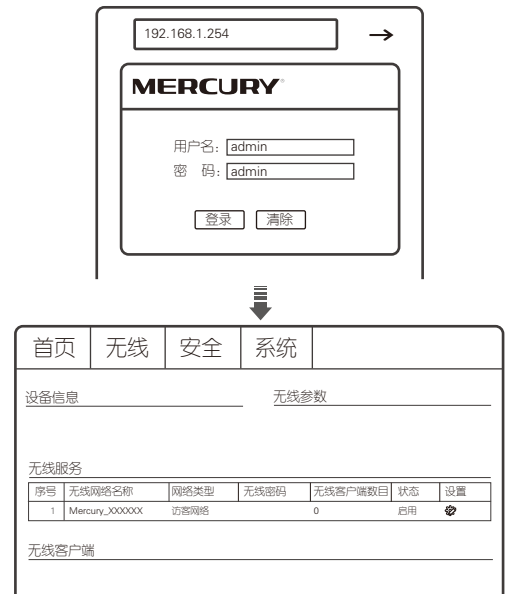 192.168.1.254
MERCURY®
用户名: admin
密 码: admin
登录 清除
首页 无线 安全 系统
设备信息 无线参数
无线服务
序号 无线网络名称 网络类型 无线密码 无线客户端数目 状态 设置
1 Mercury_XXXXXX 访客网络 0 启用
无线客户端